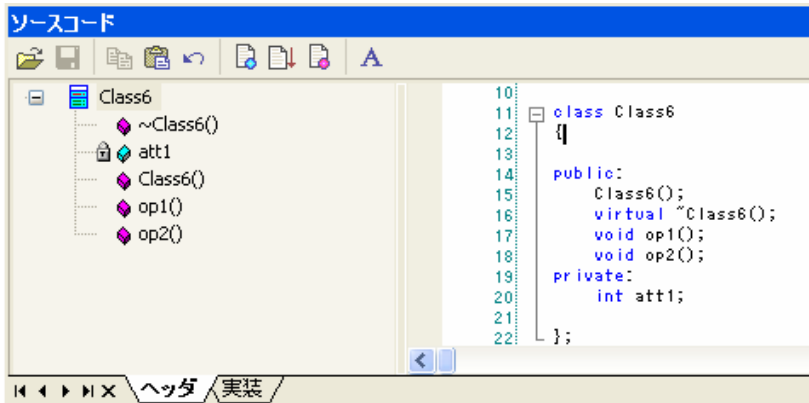 ソースコード
A
Class6
~Class6()
att1
Class6()
op1()
op2()
10
11 class Class6
12 {
13
14 public:
15 Class6();
16 virtual ~Class6();
17 void op1();
18 void op2();
19 private:
20 int att1;
21
22 };
ヘッダ 実装